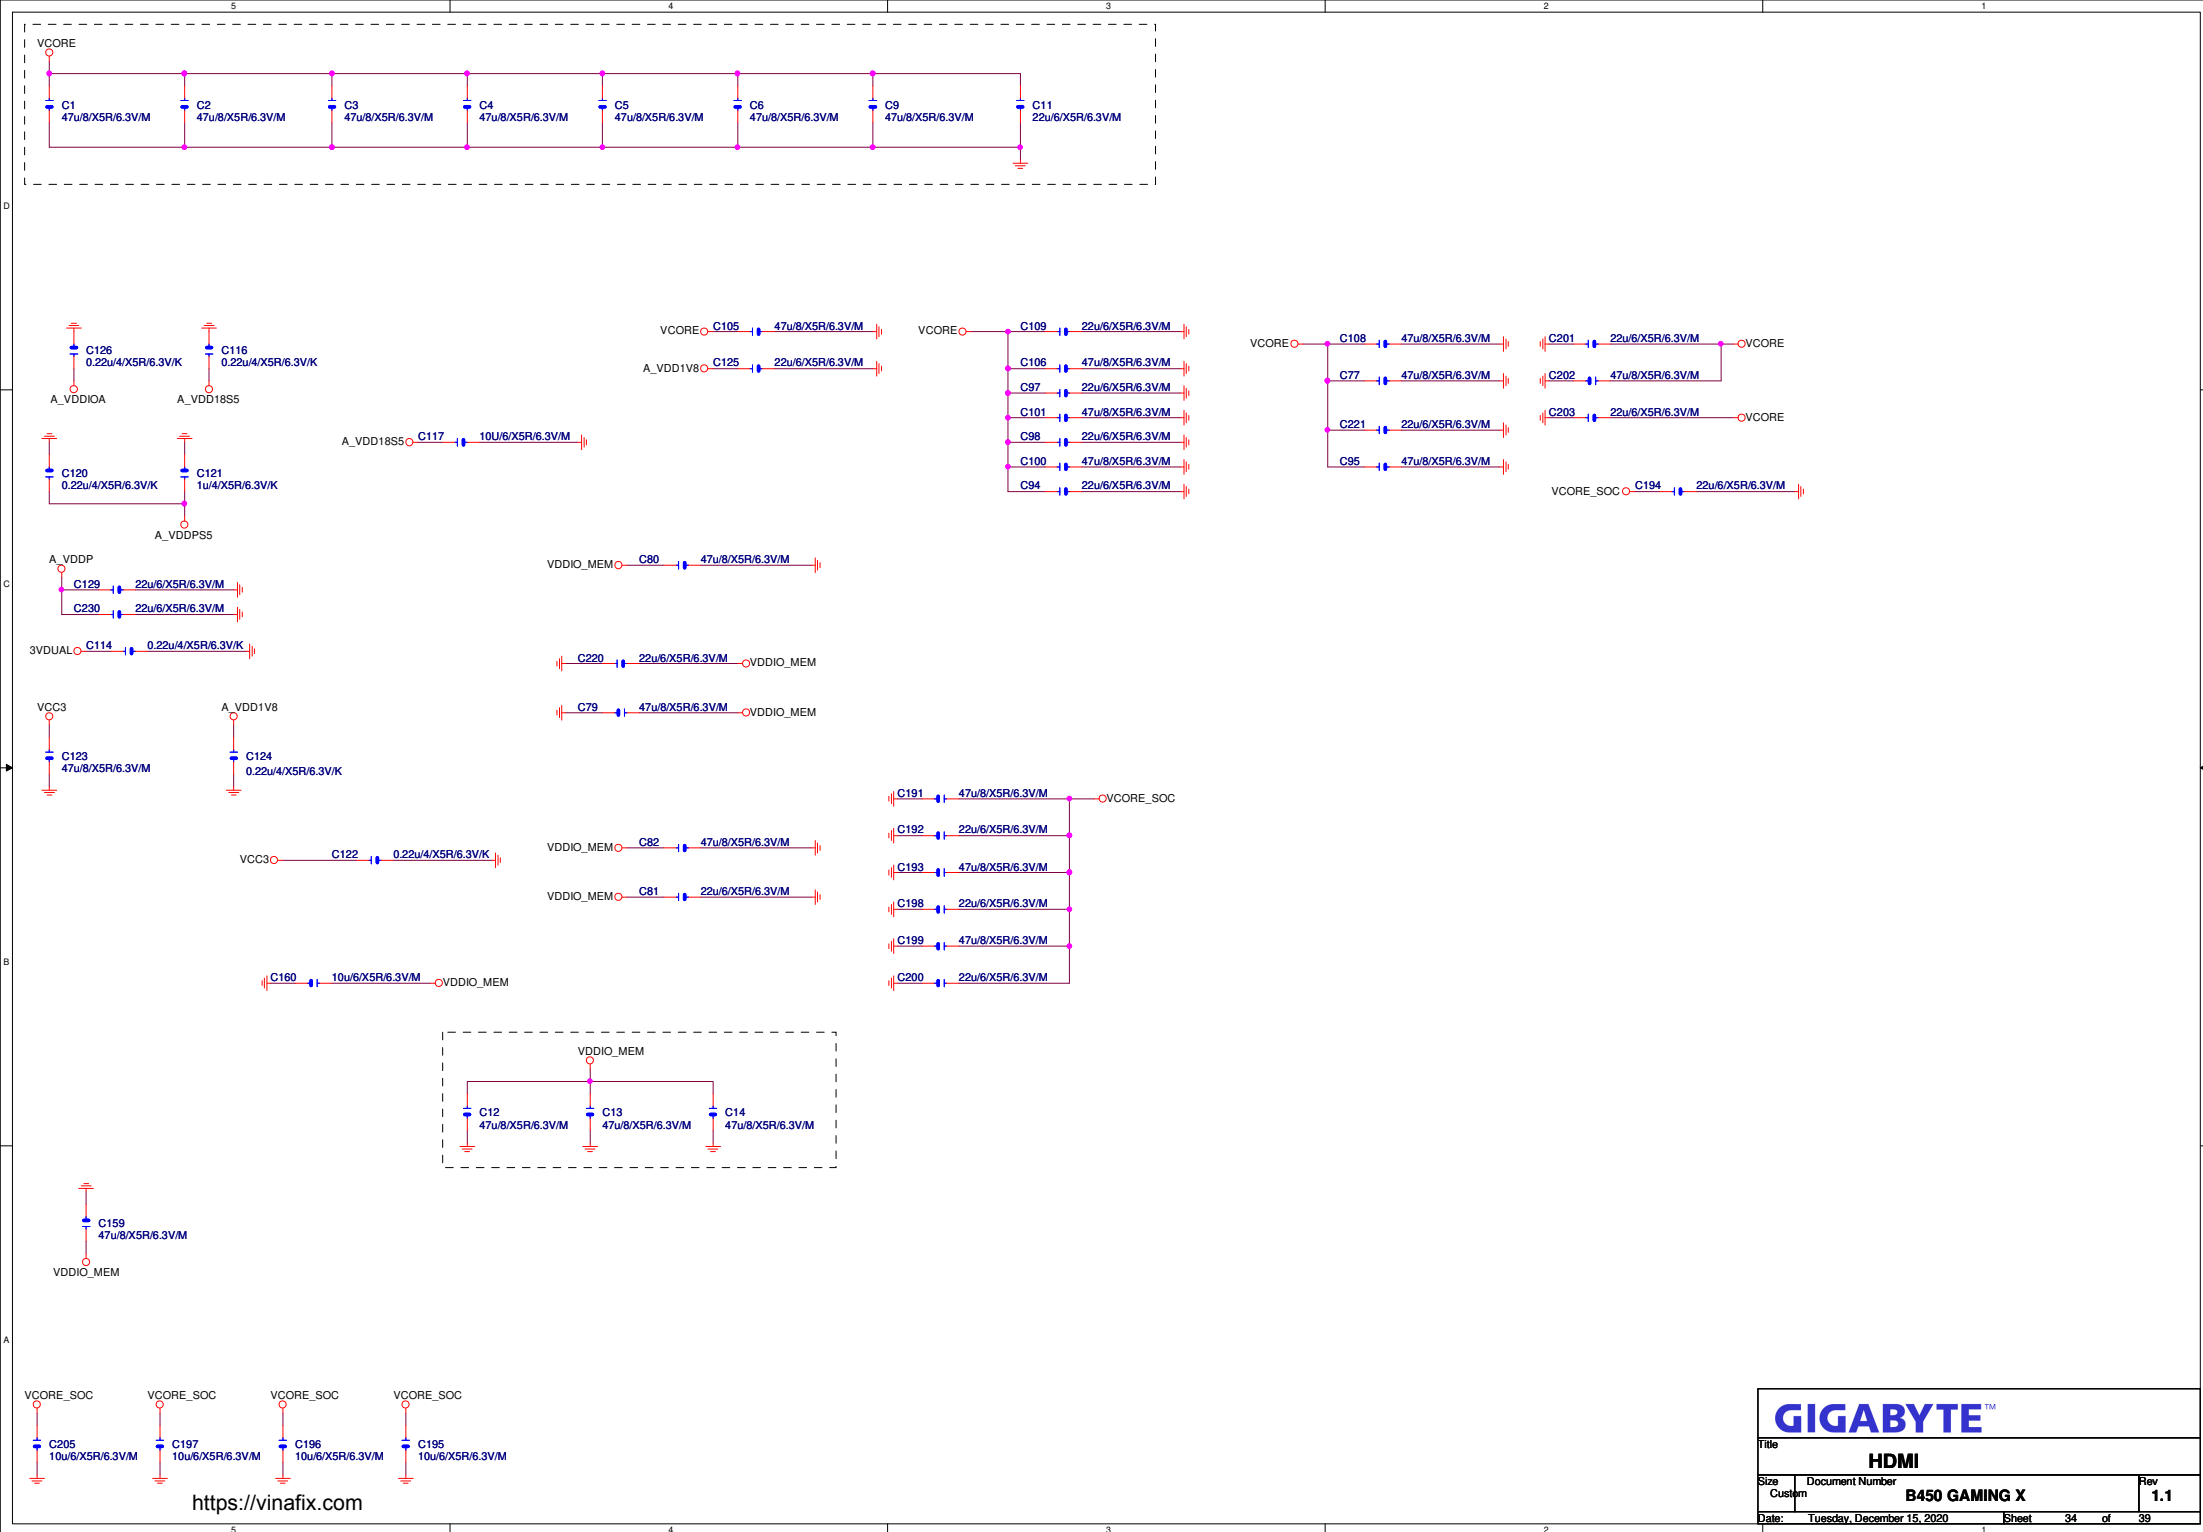 5 4 3 2 1
VCORE
C1 C2 C3 C4 C5 C6 C9 C11
47u/8/X5R/6.3V/M 47u/8/X5R/6.3V/M 47u/8/X5R/6.3V/M 47u/8/X5R/6.3V/M 47u/8/X5R/6.3V/M 47u/8/X5R/6.3V/M 47u/8/X5R/6.3V/M 22u/6/X5R/6.3V/M
D
C126
0.22u/4/X5R/6.3V/K
A_VDDIOA
C116
0.22u/4/X5R/6.3V/K
A_VDD18S5
C120
0.22u/4/X5R/6.3V/K
C121
1u/4/X5R/6.3V/K
A_VDDPS5
A_VDD18S5 C117 10U/6/X5R/6.3V/M
VCORE C105 47u/8/X5R/6.3V/M
A_VDD1V8 C125 22u/6/X5R/6.3V/M
VCORE C109 22u/6/X5R/6.3V/M
C106 47u/8/X5R/6.3V/M
C97 22u/6/X5R/6.3V/M
C101 47u/8/X5R/6.3V/M
C98 22u/6/X5R/6.3V/M
C100 47u/8/X5R/6.3V/M
C94 22u/6/X5R/6.3V/M
VCORE C108 47u/8/X5R/6.3V/M
C77 47u/8/X5R/6.3V/M
C221 22u/6/X5R/6.3V/M
C95 47u/8/X5R/6.3V/M
C201 22u/6/X5R/6.3V/M VCORE
C202 47u/8/X5R/6.3V/M
C203 22u/6/X5R/6.3V/M VCORE
VCORE_SOC C194 22u/6/X5R/6.3V/M
C
A_VDDP
C129 22u/6/X5R/6.3V/M
C230 22u/6/X5R/6.3V/M
3VDUAL C114 0.22u/4/X5R/6.3V/K
VDDIO_MEM C80 47u/8/X5R/6.3V/M
C220 22u/6/X5R/6.3V/M VDDIO_MEM
C79 47u/8/X5R/6.3V/M VDDIO_MEM
VCC3
C123
47u/8/X5R/6.3V/M
A_VDD1V8
C124
0.22u/4/X5R/6.3V/K
VCC3 C122 0.22u/4/X5R/6.3V/K
VDDIO_MEM C82 47u/8/X5R/6.3V/M
VDDIO_MEM C81 22u/6/X5R/6.3V/M
C191 47u/8/X5R/6.3V/M VCORE_SOC
C192 22u/6/X5R/6.3V/M
C193 47u/8/X5R/6.3V/M
C198 22u/6/X5R/6.3V/M
C199 47u/8/X5R/6.3V/M
C200 22u/6/X5R/6.3V/M
B
C160 10u/6/X5R/6.3V/M VDDIO_MEM
VDDIO_MEM
C12 C13 C14
47u/8/X5R/6.3V/M 47u/8/X5R/6.3V/M 47u/8/X5R/6.3V/M
C159
47u/8/X5R/6.3V/M
VDDIO_MEM
A
VCORE_SOC VCORE_SOC VCORE_SOC VCORE_SOC
C205 C197 C196 C195
10u/6/X5R/6.3V/M 10u/6/X5R/6.3V/M 10u/6/X5R/6.3V/M 10u/6/X5R/6.3V/M
https://vinafix.com
GIGABYTE™
Title
HDMI
Size Document Number Rev
Custom B450 GAMING X 1.1
Date: Tuesday, December 15, 2020 Sheet 34 of 39
5 4 3 2 1